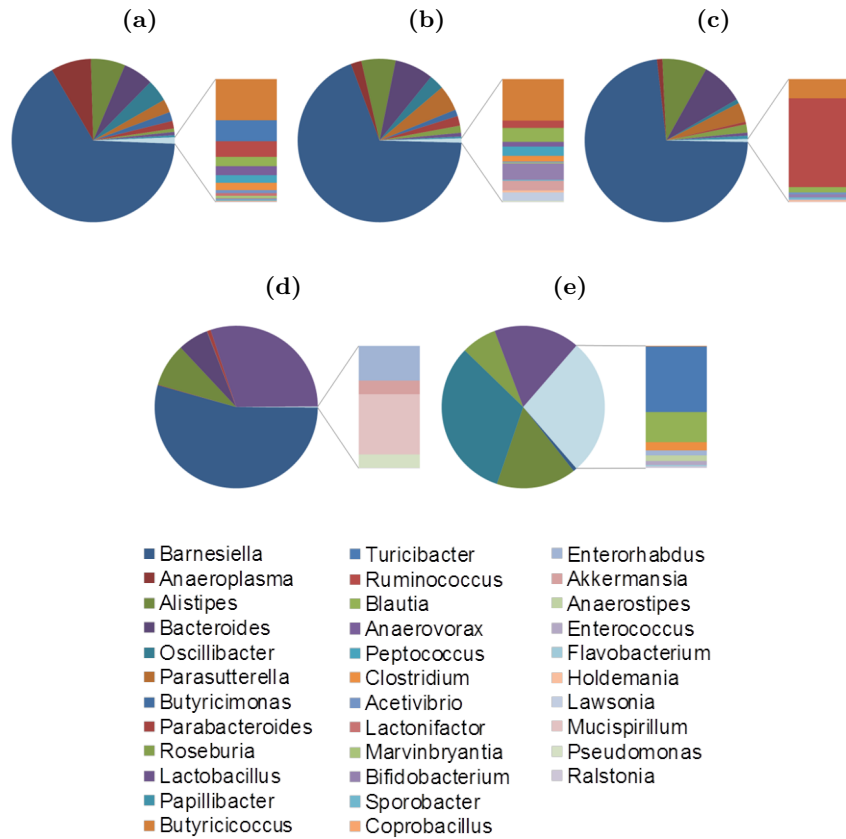 (a)
(b)
(c)
(d)
(e)
Barnesiella
Anaeroplasma
Alistipes
Bacteroides
Oscillibacter
Parasutterella
Butyricimonas
Parabacteroides
Roseburia
Lactobacillus
Papillibacter
Butyricicoccus
Turicibacter
Ruminococcus
Blautia
Anaerovorax
Peptococcus
Clostridium
Acetivibrio
Lactonifactor
Marvinbryantia
Bifidobacterium
Sporobacter
Coprobacillus
Enterorhabdus
Akkermansia
Anaerostipes
Enterococcus
Flavobacterium
Holdemania
Lawsonia
Mucispirillum
Pseudomonas
Ralstonia